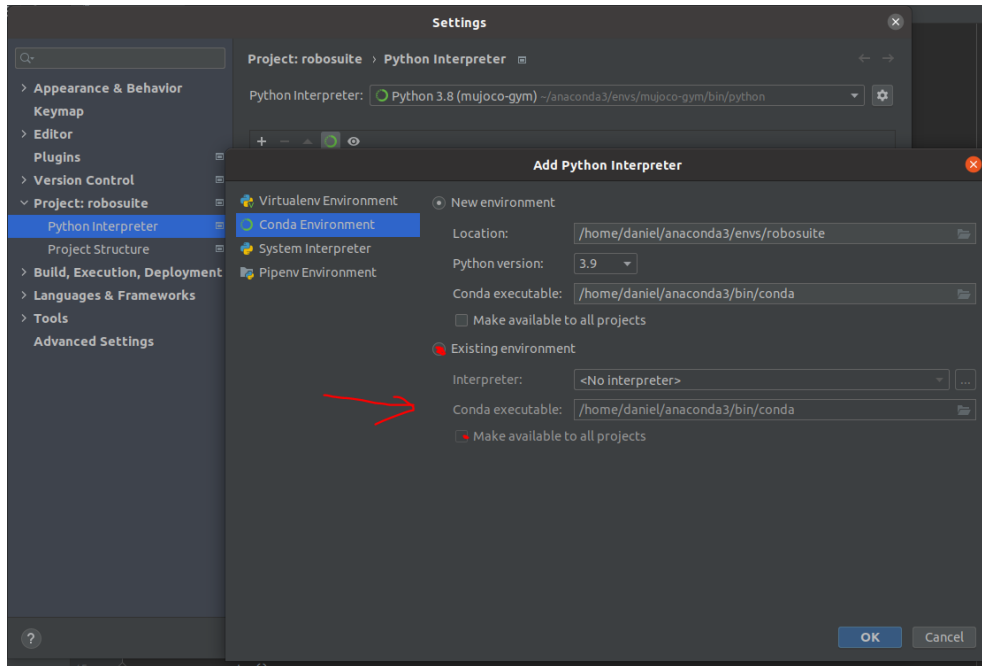 Settings
Project: robosuite › Python Interpreter
Python Interpreter: Python 3.8 (mujoco-gym) ~/anaconda3/envs/mujoco-gym/bin/python
Appearance & Behavior
Keymap
Editor
Plugins
Version Control
Project: robosuite
Python Interpreter
Project Structure
Build, Execution, Deployment
Languages & Frameworks
Tools
Advanced Settings
?
Add Python Interpreter
Virtualenv Environment
Conda Environment
System Interpreter
Pipenv Environment
New environment
Location: /home/daniel/anaconda3/envs/robosuite
Python version: 3.9
Conda executable: /home/daniel/anaconda3/bin/conda
Make available to all projects
Existing environment
Interpreter: <No interpreter> ...
Conda executable: /home/daniel/anaconda3/bin/conda
Make available to all projects
OK Cancel